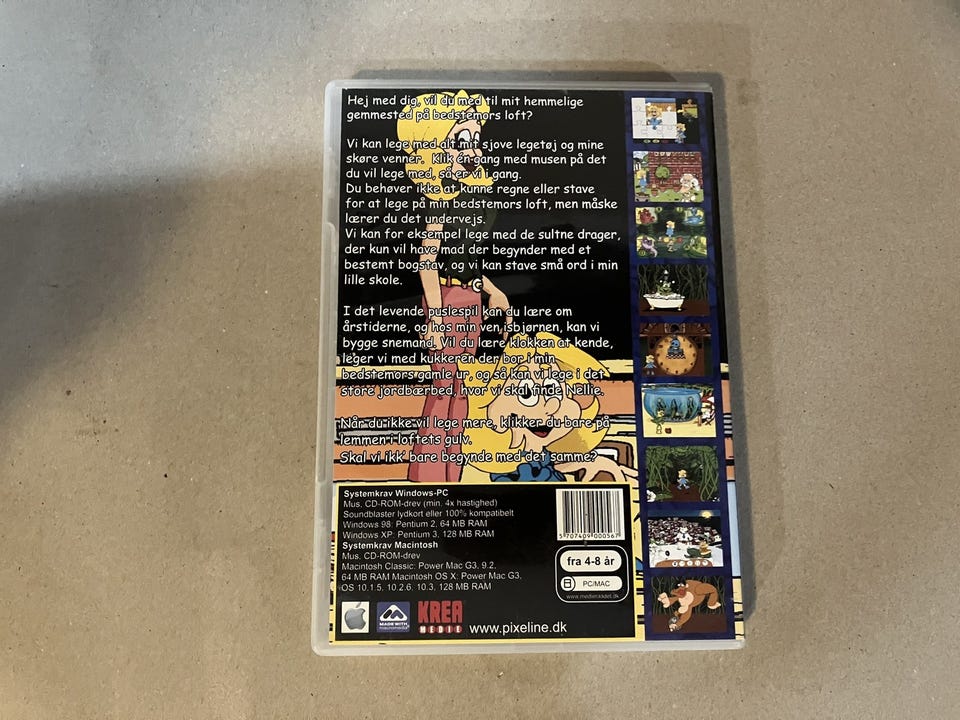 Hej med dig, vil du med til mit hemmelige
gemmested på bedstemors loft?
Vi kan lege med alt mit sjove legetøj og mine
skøre venner. Klik én gang med musen på det
du vil lege med, så er vi i gang.
Du behøver ikke at kunne regne eller stave
for at lege på min bedstemors loft, men måske
lærer du det undervejs.
Vi kan for eksempel lege med de sultne drager,
der kun vil have mad der begynder med et
bestemt bogstav, og vi kan stave små ord i min
lille skole.
I det levende puslespil kan du lære om
årstiderne, og hos min ven isbjørnen, kan vi
bygge snemand. Vil du lære klokken at kende,
leger vi med kukkeren der bor i min
bedstemors gamle ur, og så kan vi lege i det
store jordbærbed, hvor vi skal finde Nellie.
Når du ikke vil lege mere, klikker du bare på
lemmen i loftets gulv.
Skal vi ikk' bare begynde med det samme?
Systemkrav Windows-PC
Mus, CD-ROM-drev (min. 4x hastighed)
Soundblaster lydkort eller 100% kompatibelt
Windows 98: Pentium 2, 64 MB RAM
Windows XP: Pentium 3, 128 MB RAM
Systemkrav Macintosh
Mus, CD-ROM-drev
Macintosh Classic: Power Mac G3, 9.2,
64 MB RAM Macintosh OS X: Power Mac G3,
OS 10.1.5, 10.2.6, 10.3, 128 MB RAM
5 707409 000567
fra 4-8 år
PC/MAC
www.medieraadet.dk
MADE WITH
macromedia
KREA
MEDIE
www.pixeline.dk